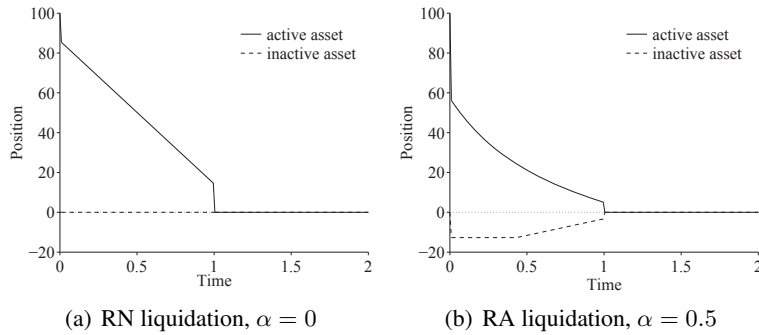 100
80
60
40
20
0
−20
Position
0 0.5 1 1.5 2
Time
active asset
inactive asset
(a) RN liquidation, α = 0
100
80
60
40
20
0
−20
Position
0 0.5 1 1.5 2
Time
active asset
inactive asset
(b) RA liquidation, α = 0.5